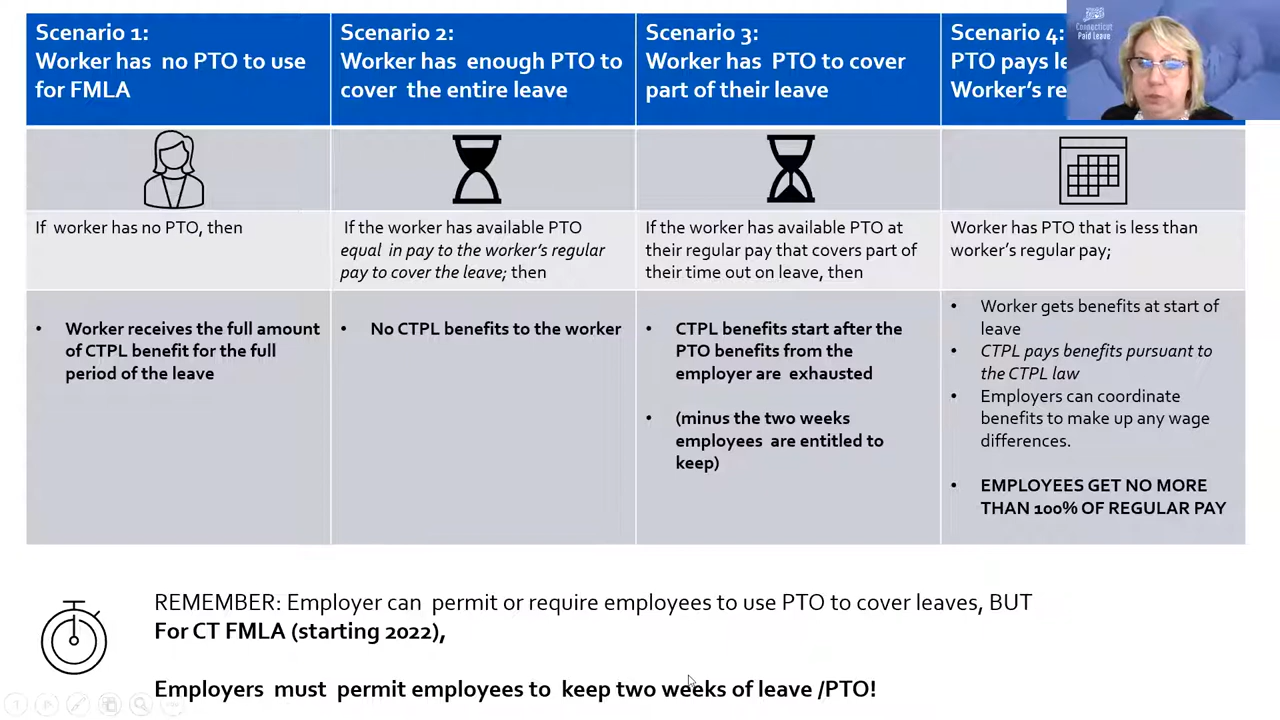 Scenario 1:
Worker has no PTO to use
for FMLA
Scenario 2:
Worker has enough PTO to
cover the entire leave
Scenario 3:
Worker has PTO to cover
part of their leave
Scenario 4:
PTO pays
Worker's
Connecticut
Paid Leave
If worker has no PTO, then
If the worker has available PTO
equal in pay to the worker's regular
pay to cover the leave; then
If the worker has available PTO at
their regular pay that covers part of
their time out on leave, then
Worker has PTO that is less than
worker's regular pay;
• Worker receives the full amount
of CTPL benefit for the full
period of the leave
• No CTPL benefits to the worker
• CTPL benefits start after the
PTO benefits from the
employer are exhausted
• (minus the two weeks
employees are entitled to
keep)
• Worker gets benefits at start of
leave
• CTPL pays benefits pursuant to
the CTPL law
• Employers can coordinate
benefits to make up any wage
differences.
• EMPLOYEES GET NO MORE
THAN 100% OF REGULAR PAY
REMEMBER: Employer can permit or require employees to use PTO to cover leaves, BUT
For CT FMLA (starting 2022),
Employers must permit employees to keep two weeks of leave /PTO!